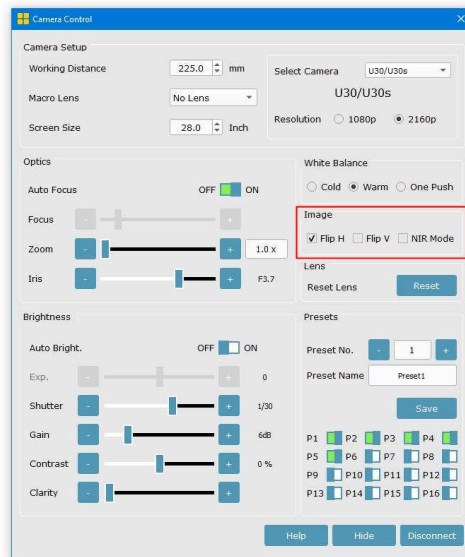 Camera Control
Camera Setup
Working Distance 225.0 mm
Macro Lens No Lens
Screen Size 28.0 Inch
Select Camera U30/U30s
U30/U30s
Resolution 1080p 2160p
Optics
Auto Focus OFF ON
Focus - +
Zoom - + 1.0 x
Iris - + F3.7
White Balance
Cold Warm One Push
Image
Flip H Flip V NIR Mode
Lens
Reset Lens Reset
Brightness
Auto Bright. OFF ON
Exp. - + 0
Shutter - + 1/30
Gain - + 6dB
Contrast - + 0 %
Clarity - +
Presets
Preset No. - 1 +
Preset Name Preset1
Save
P1 P2 P3 P4
P5 P6 P7 P8
P9 P10 P11 P12
P13 P14 P15 P16
Help Hide Disconnect